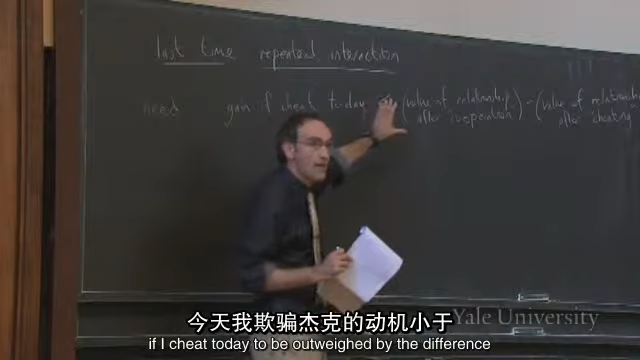 last time repeated interaction
need gain if cheat today < (value of relationship after cooperation) - (value of relationship after cheating
Yale University
今天我欺骗杰克的动机小于
if I cheat today to be outweighed by the difference